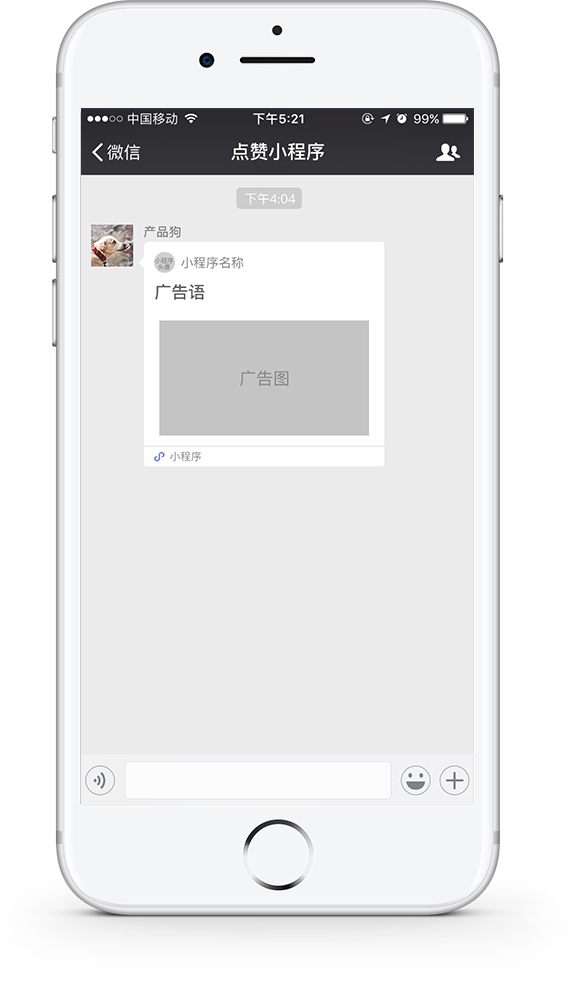 中国移动 下午5:21 99%
微信 点赞小程序
下午4:04
产品狗
小程序
头像 小程序名称
广告语
广告图
小程序